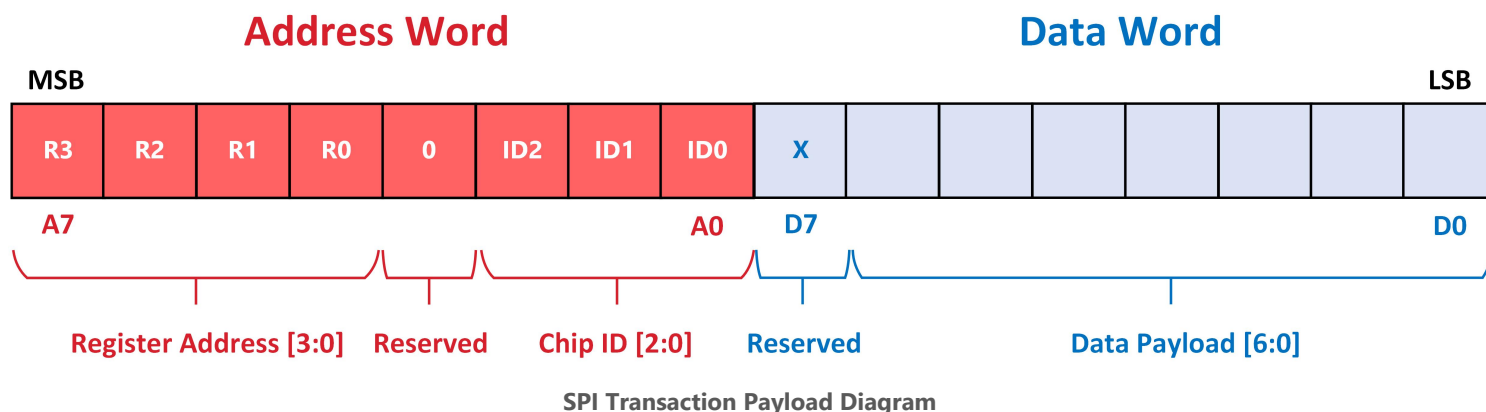 Address Word Data Word
MSB LSB
R3 R2 R1 R0 0 ID2 ID1 ID0 X
A7 A0 D7 D0
Register Address [3:0] Reserved Chip ID [2:0] Reserved Data Payload [6:0]
SPI Transaction Payload Diagram